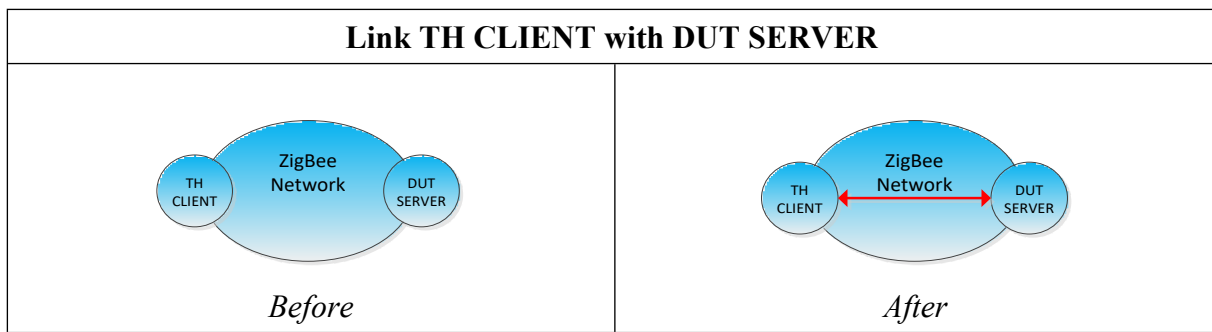 Link TH CLIENT with DUT SERVER
ZigBee
Network
TH
CLIENT
DUT
SERVER
Before
ZigBee
Network
TH
CLIENT
DUT
SERVER
After